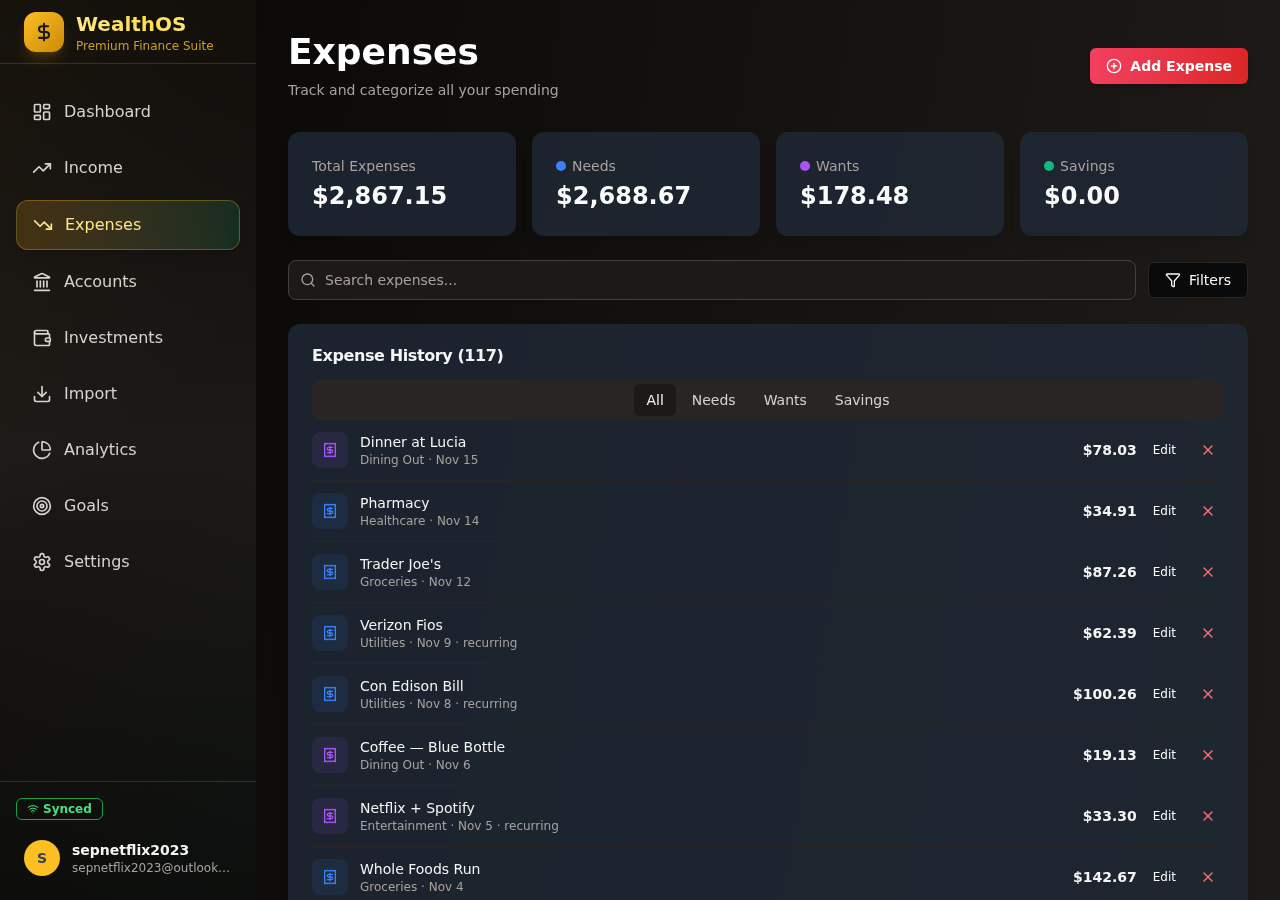 WealthOS
Premium Finance Suite
Dashboard
Income
Expenses
Accounts
Investments
Import
Analytics
Goals
Settings
Synced
S
sepnetflix2023
sepnetflix2023@outlook...
Expenses
Track and categorize all your spending
Add Expense
Total Expenses
$2,867.15
Needs
$2,688.67
Wants
$178.48
Savings
$0.00
Search expenses...
Filters
Expense History (117)
All Needs Wants Savings
Dinner at Lucia
Dining Out · Nov 15
$78.03 Edit
Pharmacy
Healthcare · Nov 14
$34.91 Edit
Trader Joe's
Groceries · Nov 12
$87.26 Edit
Verizon Fios
Utilities · Nov 9 · recurring
$62.39 Edit
Con Edison Bill
Utilities · Nov 8 · recurring
$100.26 Edit
Coffee — Blue Bottle
Dining Out · Nov 6
$19.13 Edit
Netflix + Spotify
Entertainment · Nov 5 · recurring
$33.30 Edit
Whole Foods Run
Groceries · Nov 4
$142.67 Edit